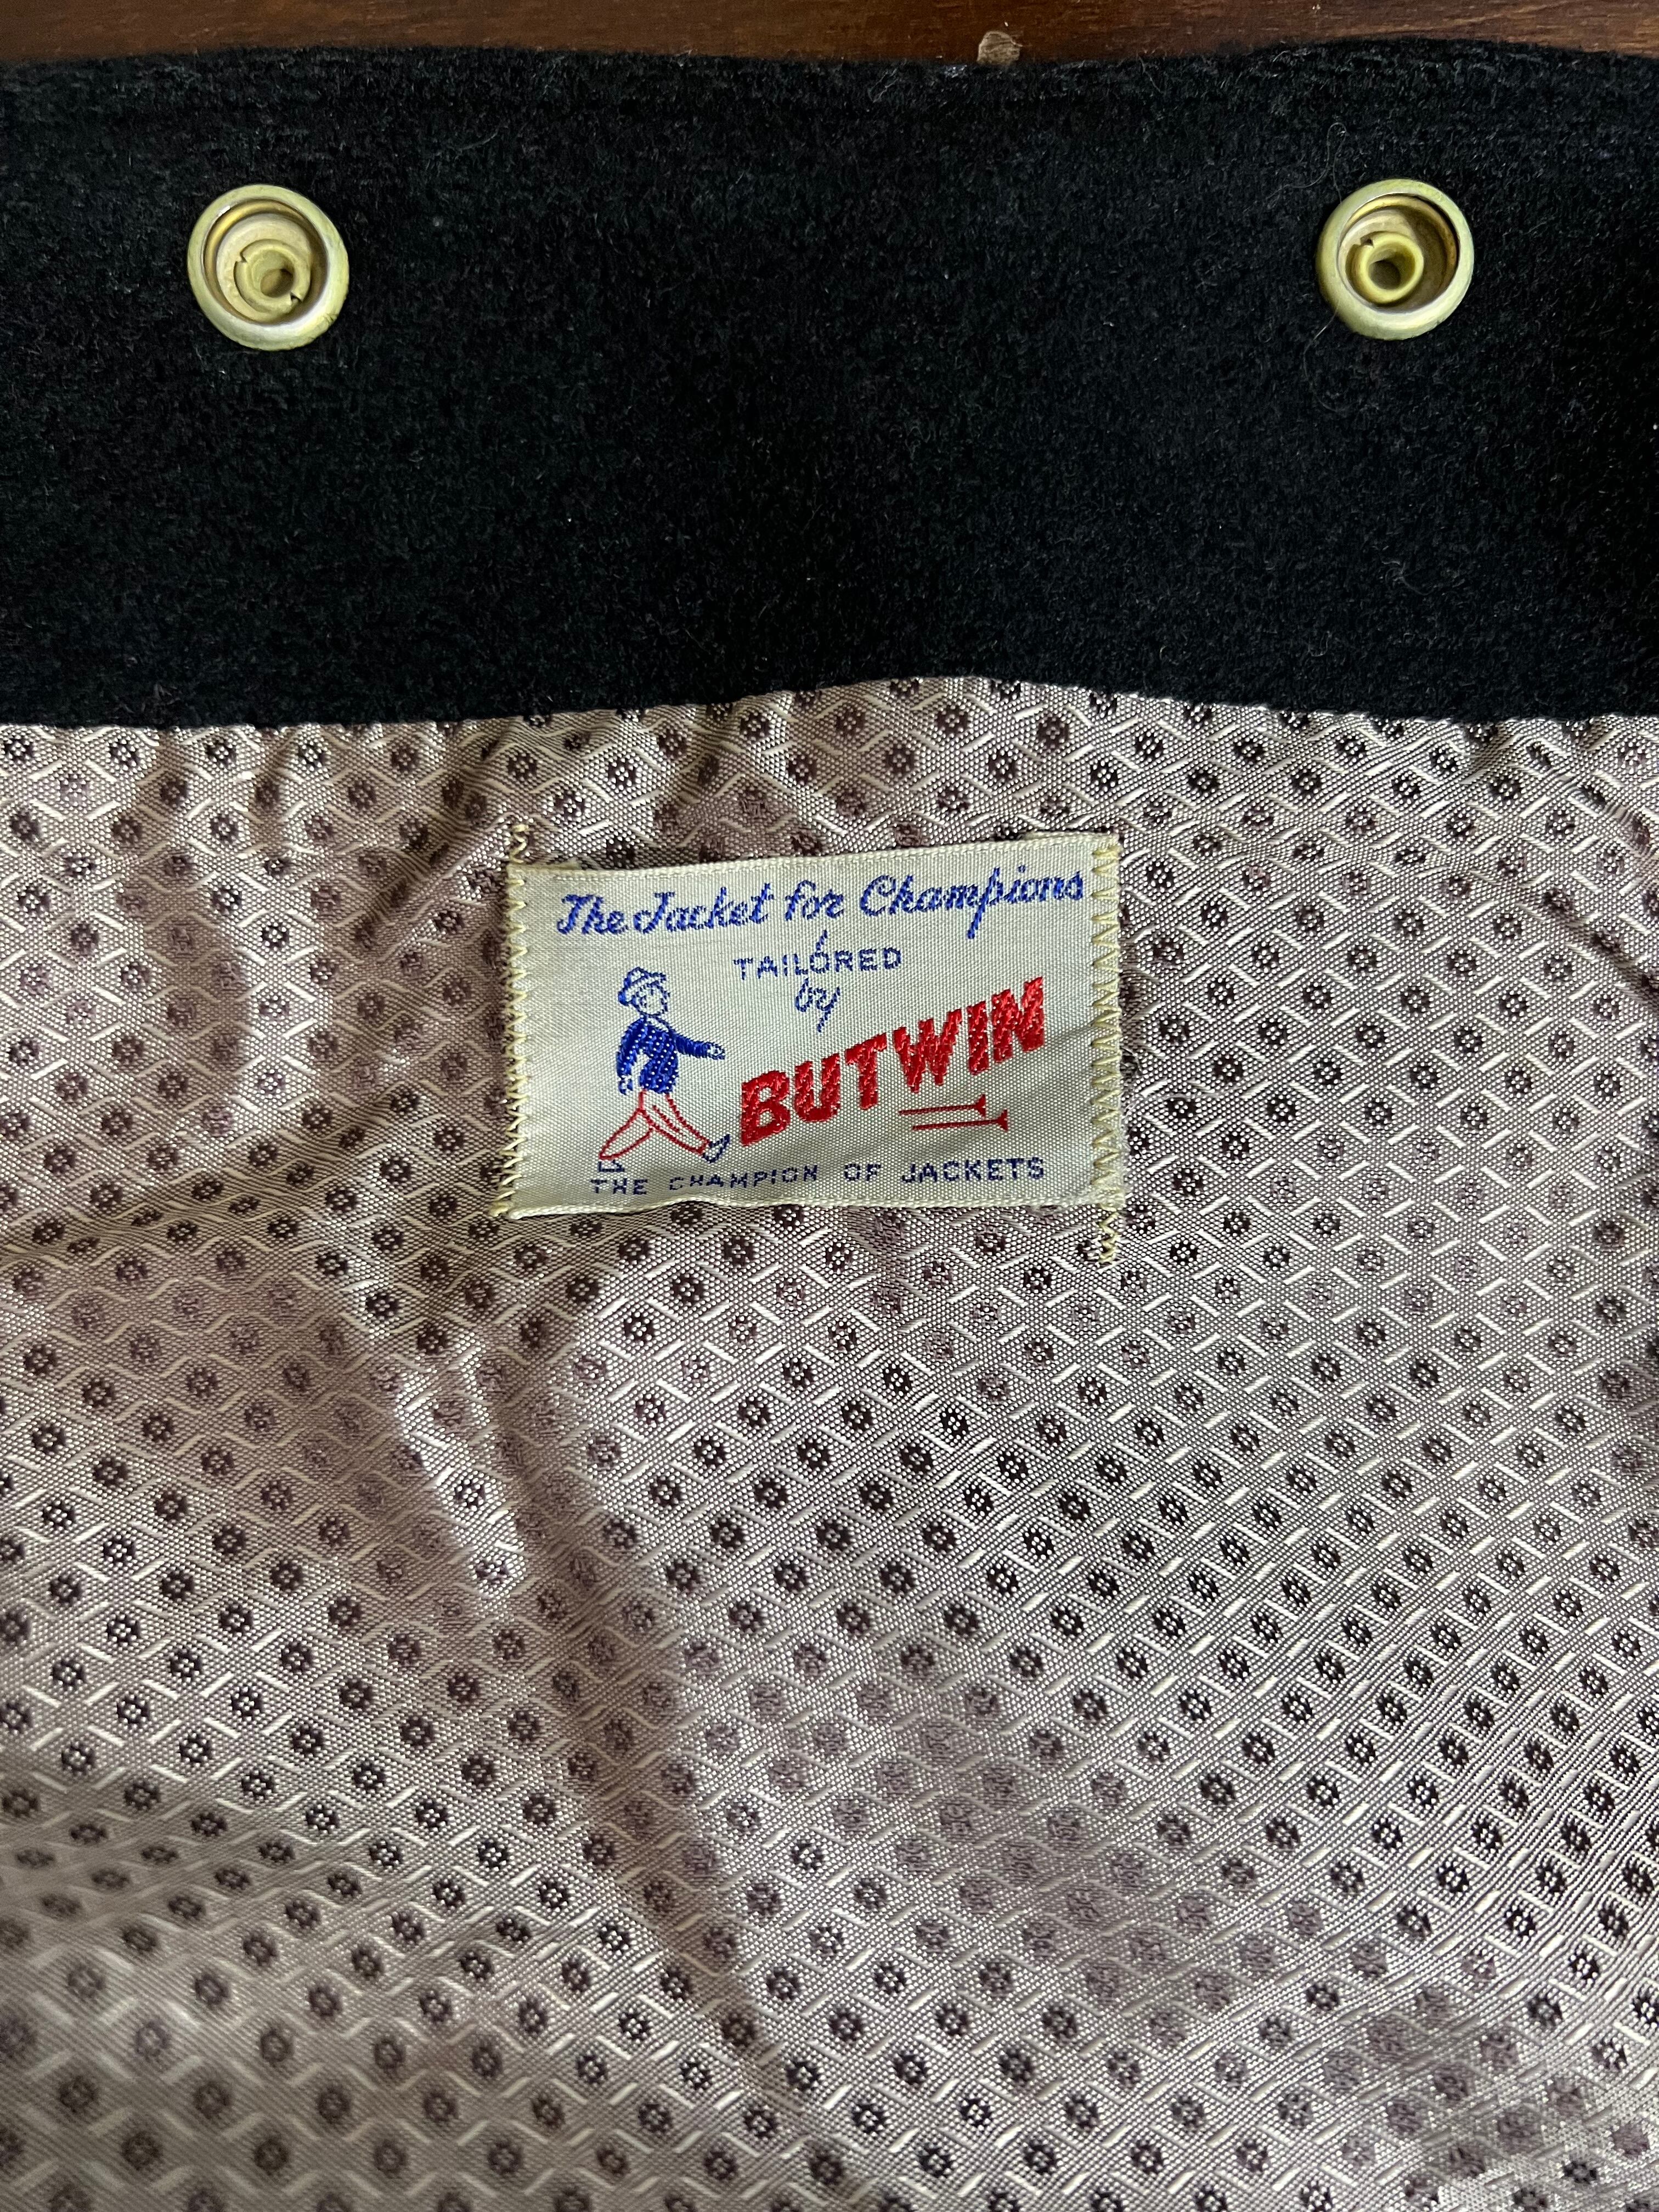 The Jacket for Champions
TAILORED
by
BUTWIN
THE CHAMPION OF JACKETS